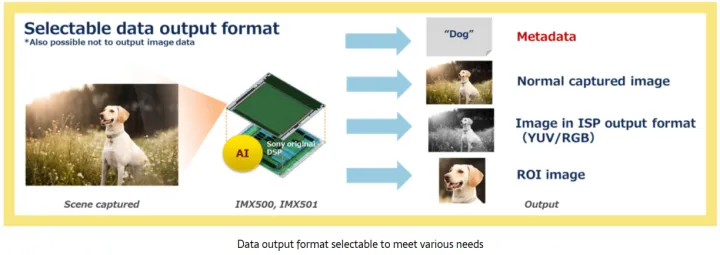 Selectable data output format
*Also possible not to output image data
“Dog”
Metadata
Normal captured image
AI
Sony original
DSP
Image in ISP output format
（YUV/RGB）
ROI image
Scene captured
IMX500, IMX501
Output
Data output format selectable to meet various needs